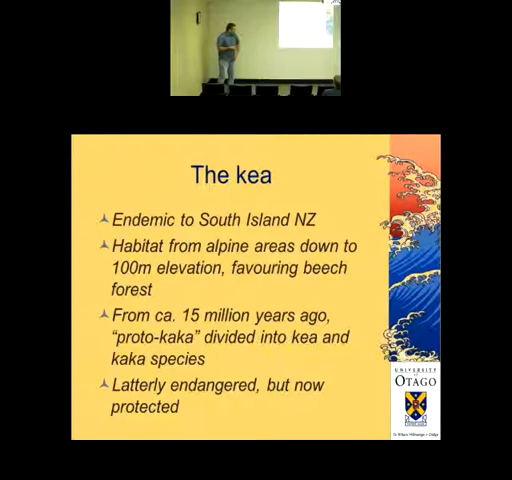 The kea
Endemic to South Island NZ
Habitat from alpine areas down to
100m elevation, favouring beech
forest
From ca. 15 million years ago,
"proto-kaka" divided into kea and
kaka species
Latterly endangered, but now
protected
UNIVERSITY
of
OTAGO